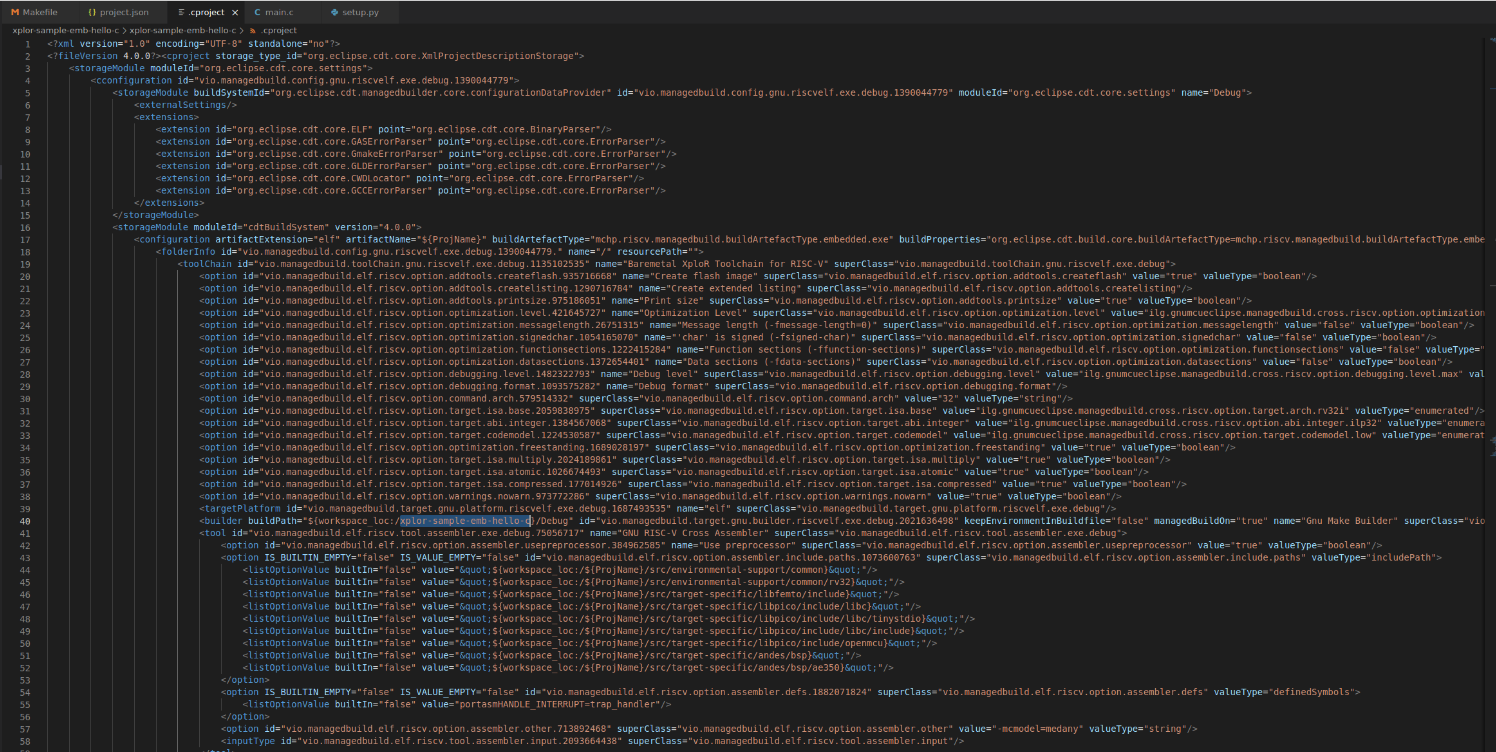 Makefile
project.json
.cproject
main.c
setup.py
xplor-sample-emb-hello-c > xplor-sample-emb-hello-c > .cproject
1 <?xml version="1.0" encoding="UTF-8" standalone="no"?>
2 <?fileVersion 4.0.0?><cproject storage_type_id="org.eclipse.cdt.core.XmlProjectDescriptionStorage">
3 <storageModule moduleId="org.eclipse.cdt.core.settings">
4 <cconfiguration id="vio.managedbuild.config.gnu.riscvelf.exe.debug.1390044779">
5 <storageModule buildSystemId="org.eclipse.cdt.managedbuilder.core.configurationDataProvider" id="vio.managedbuild.config.gnu.riscvelf.exe.debug.1390044779" moduleId="org.eclipse.cdt.core.settings" name="Debug">
6 <externalSettings/>
7 <extensions>
8 <extension id="org.eclipse.cdt.core.ELF" point="org.eclipse.cdt.core.BinaryParser"/>
9 <extension id="org.eclipse.cdt.core.GASErrorParser" point="org.eclipse.cdt.core.ErrorParser"/>
10 <extension id="org.eclipse.cdt.core.GmakeErrorParser" point="org.eclipse.cdt.core.ErrorParser"/>
11 <extension id="org.eclipse.cdt.core.GLDErrorParser" point="org.eclipse.cdt.core.ErrorParser"/>
12 <extension id="org.eclipse.cdt.core.CWDLocator" point="org.eclipse.cdt.core.ErrorParser"/>
13 <extension id="org.eclipse.cdt.core.GCCErrorParser" point="org.eclipse.cdt.core.ErrorParser"/>
14 </extensions>
15 </storageModule>
16 <storageModule moduleId="cdtBuildSystem" version="4.0.0">
17 <configuration artifactExtension="elf" artifactName="${ProjName}" buildArtefactType="mchp.riscv.managedbuild.buildArtefactType.embedded.exe" buildProperties="org.eclipse.cdt.build.core.buildArtefactType=mchp.riscv.managedbuild.buildArtefactType.embe
18 <folderInfo id="vio.managedbuild.config.gnu.riscvelf.exe.debug.1390044779." name="/" resourcePath="">
19 <toolChain id="vio.managedbuild.toolChain.gnu.riscvelf.exe.debug.1135102535" name="Baremetal XploR Toolchain for RISC-V" superClass="vio.managedbuild.toolChain.gnu.riscvelf.exe.debug">
20 <option id="vio.managedbuild.elf.riscv.option.addtools.createflash.935716668" name="Create flash image" superClass="vio.managedbuild.elf.riscv.option.addtools.createflash" value="true" valueType="boolean"/>
21 <option id="vio.managedbuild.elf.riscv.option.addtools.createlisting.1290716784" name="Create extended listing" superClass="vio.managedbuild.elf.riscv.option.addtools.createlisting"/>
22 <option id="vio.managedbuild.elf.riscv.option.addtools.printsize.975186051" name="Print size" superClass="vio.managedbuild.elf.riscv.option.addtools.printsize" value="true" valueType="boolean"/>
23 <option id="vio.managedbuild.elf.riscv.option.optimization.level.421645727" name="Optimization Level" superClass="vio.managedbuild.elf.riscv.option.optimization.level" value="ilg.gnumcueclipse.managedbuild.cross.riscv.option.optimization
24 <option id="vio.managedbuild.elf.riscv.option.optimization.messagelength.26751315" name="Message length (-fmessage-length=0)" superClass="vio.managedbuild.elf.riscv.option.optimization.messagelength" value="false" valueType="boolean"/>
25 <option id="vio.managedbuild.elf.riscv.option.optimization.signedchar.1054165070" name="'char' is signed (-fsigned-char)" superClass="vio.managedbuild.elf.riscv.option.optimization.signedchar" value="false" valueType="boolean"/>
26 <option id="vio.managedbuild.elf.riscv.option.optimization.functionsections.1222415284" name="Function sections (-ffunction-sections)" superClass="vio.managedbuild.elf.riscv.option.optimization.functionsections" value="false" valueType="
27 <option id="vio.managedbuild.elf.riscv.option.optimization.datasections.1372654401" name="Data sections (-fdata-sections)" superClass="vio.managedbuild.elf.riscv.option.optimization.datasections" value="false" valueType="boolean"/>
28 <option id="vio.managedbuild.elf.riscv.option.debugging.level.1482322793" name="Debug level" superClass="vio.managedbuild.elf.riscv.option.debugging.level" value="ilg.gnumcueclipse.managedbuild.cross.riscv.option.debugging.level.max" val
29 <option id="vio.managedbuild.elf.riscv.option.debugging.format.1093575282" name="Debug format" superClass="vio.managedbuild.elf.riscv.option.debugging.format"/>
30 <option id="vio.managedbuild.elf.riscv.option.command.arch.579514332" superClass="vio.managedbuild.elf.riscv.option.command.arch" value="32" valueType="string"/>
31 <option id="vio.managedbuild.elf.riscv.option.target.isa.base.2059838975" superClass="vio.managedbuild.elf.riscv.option.target.isa.base" value="ilg.gnumcueclipse.managedbuild.cross.riscv.option.target.arch.rv32i" valueType="enumerated"/>
32 <option id="vio.managedbuild.elf.riscv.option.target.abi.integer.1384567068" superClass="vio.managedbuild.elf.riscv.option.target.abi.integer" value="ilg.gnumcueclipse.managedbuild.cross.riscv.option.abi.integer.ilp32" valueType="enumera
33 <option id="vio.managedbuild.elf.riscv.option.target.codemodel.1224530587" superClass="vio.managedbuild.elf.riscv.option.target.codemodel" value="ilg.gnumcueclipse.managedbuild.cross.riscv.option.target.codemodel.low" valueType="enumerat
34 <option id="vio.managedbuild.elf.riscv.option.optimization.freestanding.1689028197" superClass="vio.managedbuild.elf.riscv.option.optimization.freestanding" value="true" valueType="boolean"/>
35 <option id="vio.managedbuild.elf.riscv.option.target.isa.multiply.2024189861" superClass="vio.managedbuild.elf.riscv.option.target.isa.multiply" value="true" valueType="boolean"/>
36 <option id="vio.managedbuild.elf.riscv.option.target.isa.atomic.1026674493" superClass="vio.managedbuild.elf.riscv.option.target.isa.atomic" value="true" valueType="boolean"/>
37 <option id="vio.managedbuild.elf.riscv.option.target.isa.compressed.177014926" superClass="vio.managedbuild.elf.riscv.option.target.isa.compressed" value="true" valueType="boolean"/>
38 <option id="vio.managedbuild.elf.riscv.option.warnings.nowarn.973772286" superClass="vio.managedbuild.elf.riscv.option.warnings.nowarn" value="true" valueType="boolean"/>
39 <targetPlatform id="vio.managedbuild.target.gnu.platform.riscvelf.exe.debug.1687493535" name="elf" superClass="vio.managedbuild.target.gnu.platform.riscvelf.exe.debug"/>
40 <builder buildPath="${workspace_loc:/xplor-sample-emb-hello-c}/Debug" id="vio.managedbuild.target.gnu.builder.riscvelf.exe.debug.2021636498" keepEnvironmentInBuildfile="false" managedBuildOn="true" name="Gnu Make Builder" superClass="vio
41 <tool id="vio.managedbuild.elf.riscv.tool.assembler.exe.debug.75056717" name="GNU RISC-V Cross Assembler" superClass="vio.managedbuild.elf.riscv.tool.assembler.exe.debug">
42 <option id="vio.managedbuild.elf.riscv.option.assembler.usepreprocessor.384962585" name="Use preprocessor" superClass="vio.managedbuild.elf.riscv.option.assembler.usepreprocessor" value="true" valueType="boolean"/>
43 <option IS_BUILTIN_EMPTY="false" IS_VALUE_EMPTY="false" id="vio.managedbuild.elf.riscv.option.assembler.include.paths.1073600763" superClass="vio.managedbuild.elf.riscv.option.assembler.include.paths" valueType="includePath">
44 <listOptionValue builtIn="false" value="&quot;${workspace_loc:/${ProjName}/src/environmental-support/common}&quot;"/>
45 <listOptionValue builtIn="false" value="&quot;${workspace_loc:/${ProjName}/src/environmental-support/common/rv32}&quot;"/>
46 <listOptionValue builtIn="false" value="&quot;${workspace_loc:/${ProjName}/src/target-specific/libfemto/include}&quot;"/>
47 <listOptionValue builtIn="false" value="&quot;${workspace_loc:/${ProjName}/src/target-specific/libpico/include/libc}&quot;"/>
48 <listOptionValue builtIn="false" value="&quot;${workspace_loc:/${ProjName}/src/target-specific/libpico/include/libc/tinystdio}&quot;"/>
49 <listOptionValue builtIn="false" value="&quot;${workspace_loc:/${ProjName}/src/target-specific/libpico/include/libc/include}&quot;"/>
50 <listOptionValue builtIn="false" value="&quot;${workspace_loc:/${ProjName}/src/target-specific/libpico/include/openmcu}&quot;"/>
51 <listOptionValue builtIn="false" value="&quot;${workspace_loc:/${ProjName}/src/target-specific/andes/bsp}&quot;"/>
52 <listOptionValue builtIn="false" value="&quot;${workspace_loc:/${ProjName}/src/target-specific/andes/bsp/ae350}&quot;"/>
53 </option>
54 <option IS_BUILTIN_EMPTY="false" IS_VALUE_EMPTY="false" id="vio.managedbuild.elf.riscv.option.assembler.defs.1882071824" superClass="vio.managedbuild.elf.riscv.option.assembler.defs" valueType="definedSymbols">
55 <listOptionValue builtIn="false" value="portasmHANDLE_INTERRUPT=trap_handler"/>
56 </option>
57 <option id="vio.managedbuild.elf.riscv.option.assembler.other.713892468" superClass="vio.managedbuild.elf.riscv.option.assembler.other" value="-mcmodel=medany" valueType="string"/>
58 <inputType id="vio.managedbuild.elf.riscv.tool.assembler.input.2093664438" superClass="vio.managedbuild.elf.riscv.tool.assembler.input"/>